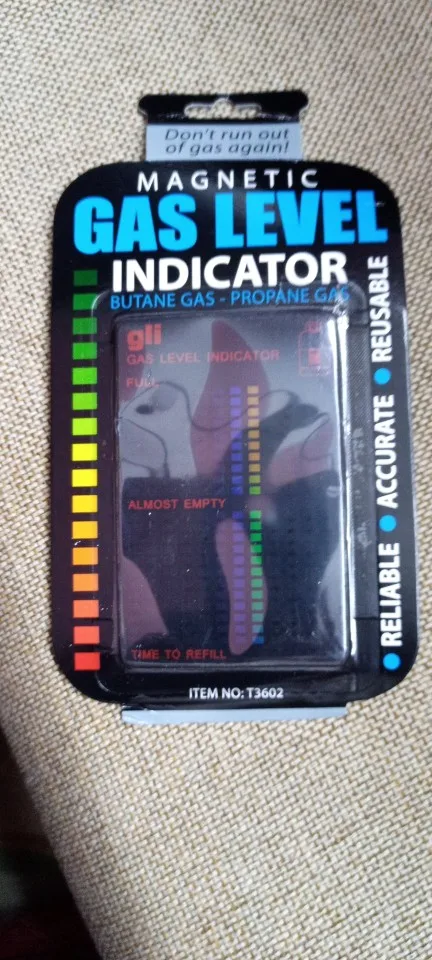 Don't run out
of gas again!
MAGNETIC
GAS LEVEL
INDICATOR
BUTANE GAS - PROPANE GAS
gli
GAS LEVEL INDICATOR
FULL
ALMOST EMPTY
TIME TO REFILL
RELIABLE • ACCURATE • REUSABLE
ITEM NO: T3602